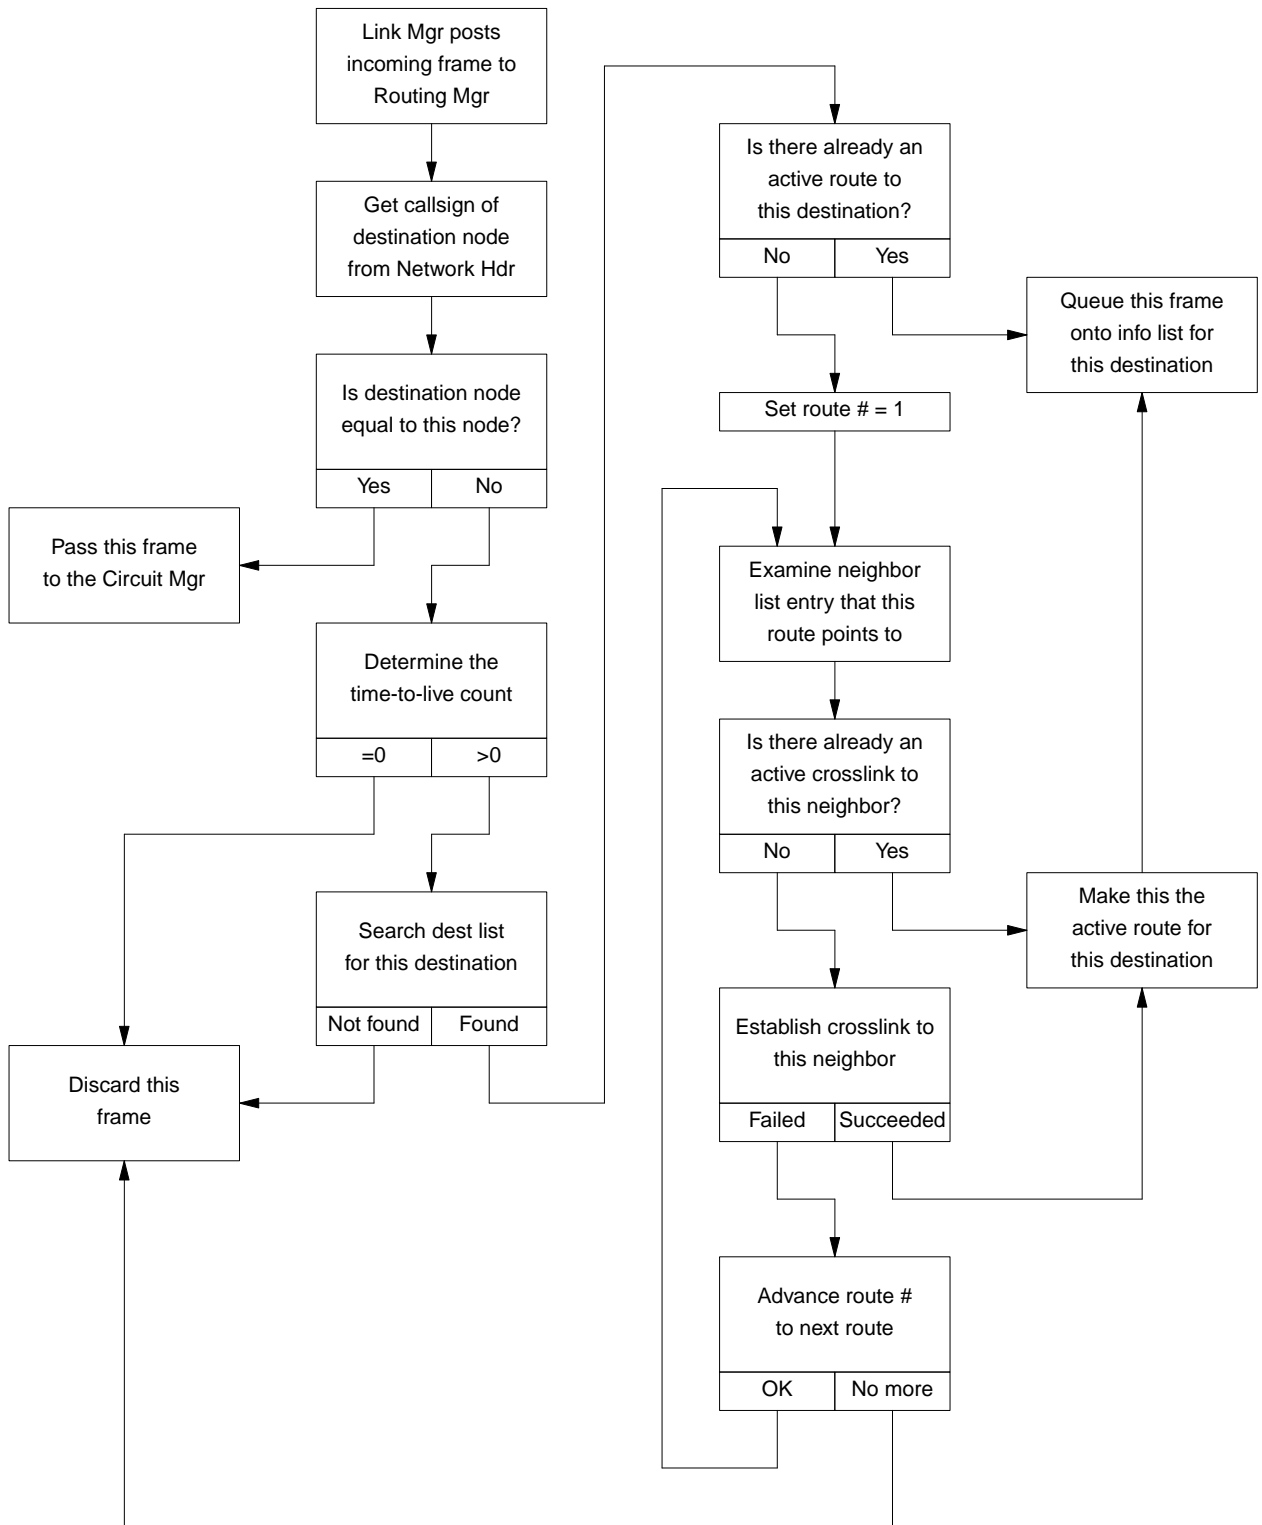 Link Mgr posts
incoming frame to
Routing Mgr
Get callsign of
destination node
from Network Hdr
Is destination node
equal to this node?
Yes
No
Pass this frame
to the Circuit Mgr
Determine the
time-to-live count
=0
>0
Search dest list
for this destination
Not found
Found
Discard this
frame
Is there already an
active route to
this destination?
No
Yes
Queue this frame
onto info list for
this destination
Set route # = 1
Examine neighbor
list entry that this
route points to
Is there already an
active crosslink to
this neighbor?
No
Yes
Make this the
active route for
this destination
Establish crosslink to
this neighbor
Failed
Succeeded
Advance route #
to next route
OK
No more